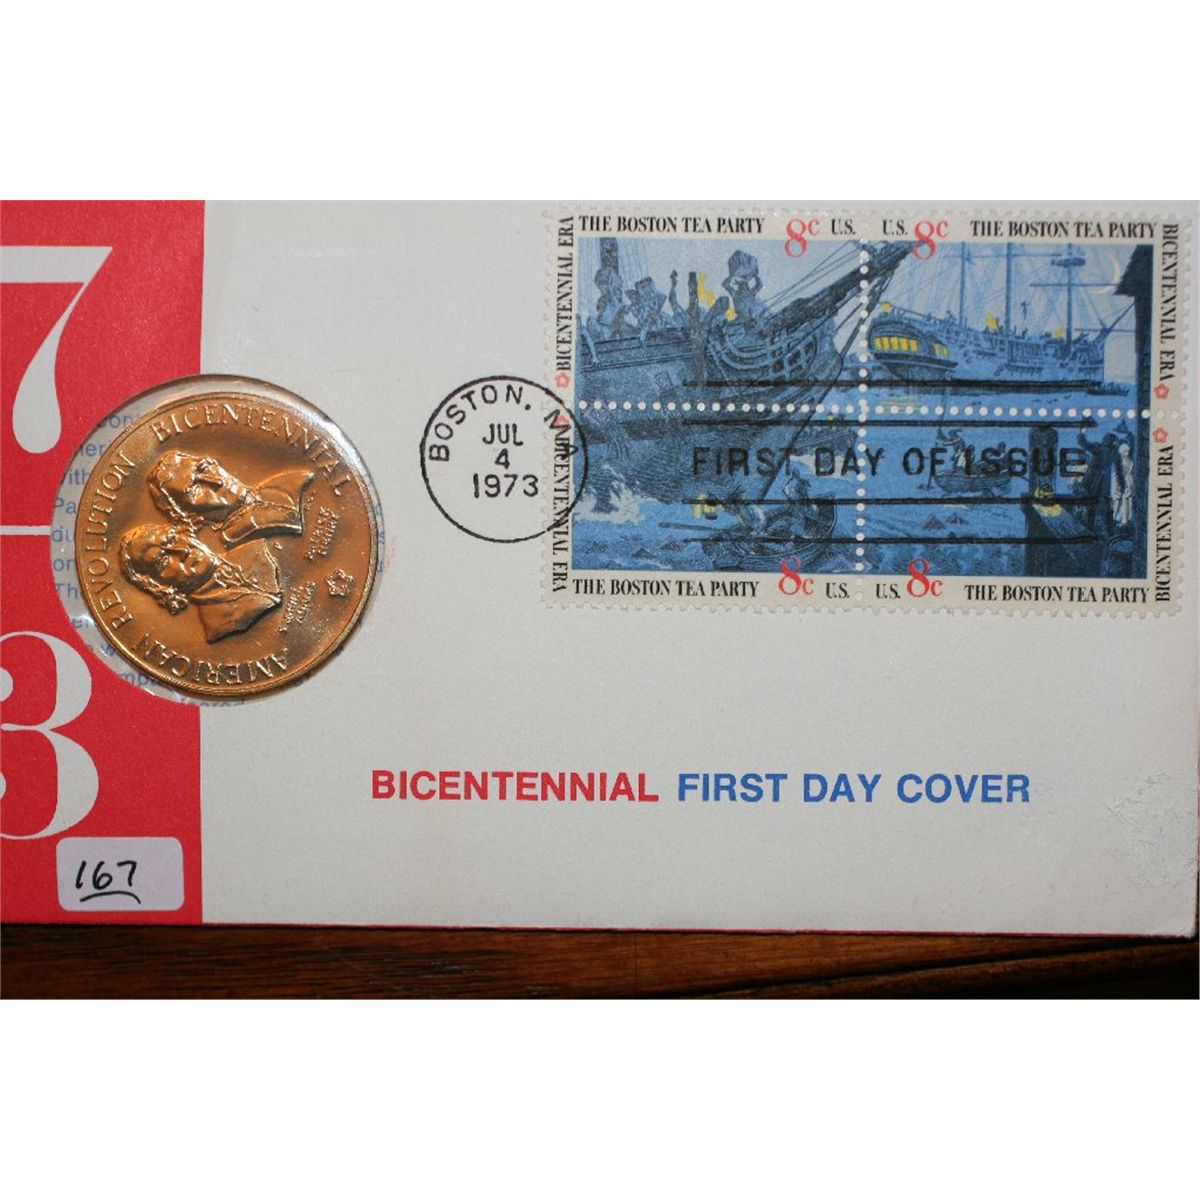 7
3
THE BOSTON TEA PARTY 8c U.S.
BICENTENNIAL ERA
U.S. 8c THE BOSTON TEA PARTY
BICENTENNIAL ERA
BICENTENNIAL ERA
THE BOSTON TEA PARTY 8c U.S.
BICENTENNIAL ERA
U.S. 8c THE BOSTON TEA PARTY
BOSTON, MA
JUL
4
1973
FIRST DAY OF ISSUE
AMERICAN REVOLUTION BICENTENNIAL
SAMUEL
ADAMS
BICENTENNIAL FIRST DAY COVER
167